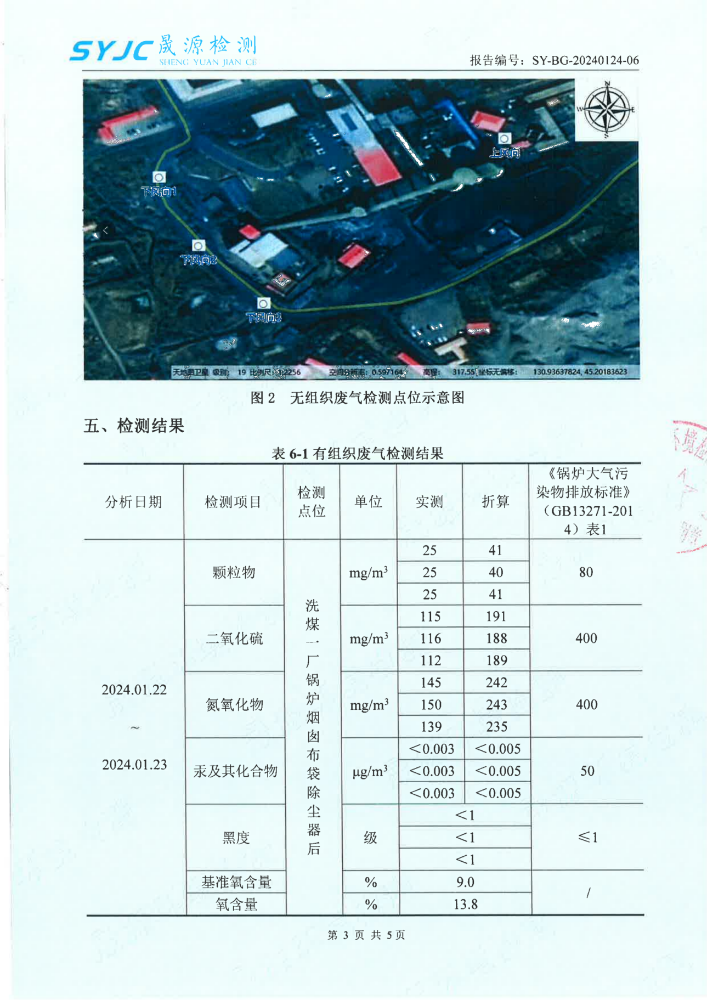 SYJC 晟源检测
SHENG YUAN JIAN CE
报告编号：SY-BG-20240124-06
N
W
E
S
上风向
下风向1
下风向2
下风向3
天地图卫星 级别： 19 比例尺：1:2256 空间分辨率：0.597164 高程： 317.55 坐标无偏移： 130.93637824, 45.20183623
图 2 无组织废气检测点位示意图
五、检测结果
表 6-1 有组织废气检测结果
分析日期 检测项目 检测点位 单位 实测 折算 《锅炉大气污染物排放标准》（GB13271-2014）表1
2024.01.22
~
2024.01.23
洗煤一厂锅炉烟囱布袋除尘器后
颗粒物 mg/m³ 25 41 80
25 40
25 41
二氧化硫 mg/m³ 115 191 400
116 188
112 189
氮氧化物 mg/m³ 145 242 400
150 243
139 235
汞及其化合物 μg/m³ ＜0.003 ＜0.005 50
＜0.003 ＜0.005
＜0.003 ＜0.005
黑度 级 ＜1 ≤1
＜1
＜1
基准氧含量 % 9.0 /
氧含量 % 13.8
第 3 页 共 5 页
环境检